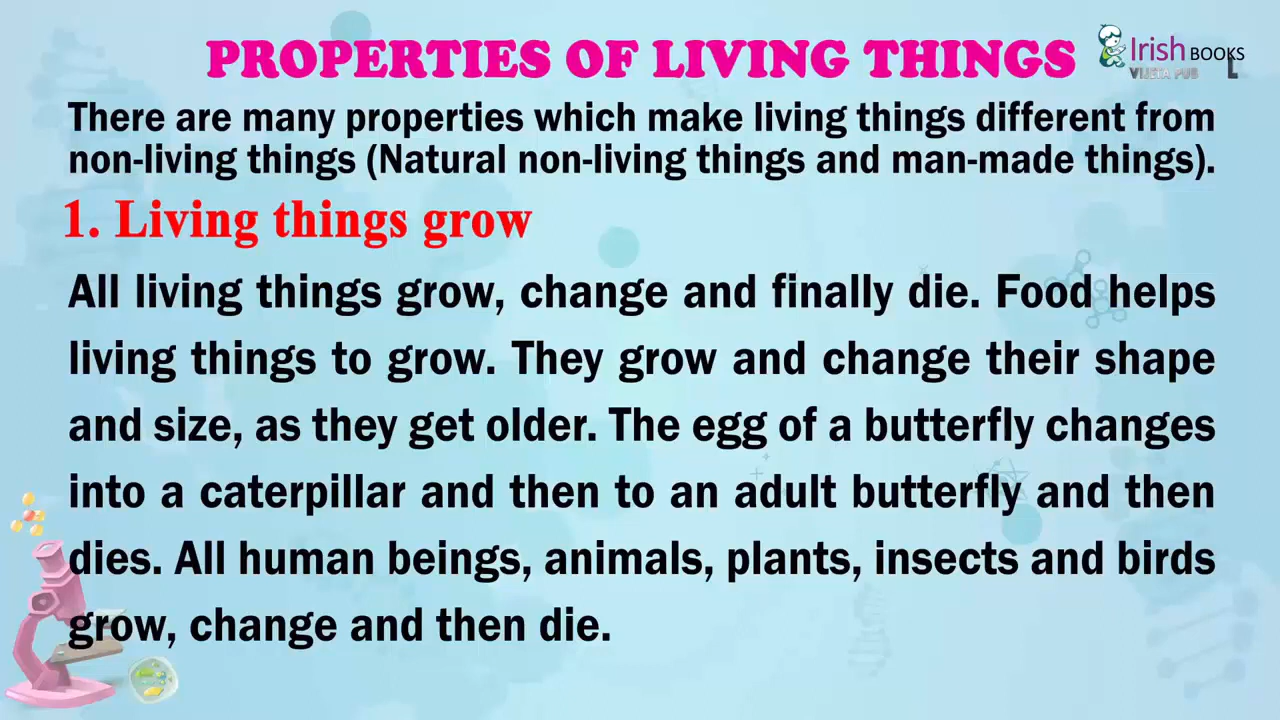 PROPERTIES OF LIVING THINGS
Irish BOOKS
VIJETA PUB
There are many properties which make living things different from
non-living things (Natural non-living things and man-made things).
1. Living things grow
All living things grow, change and finally die. Food helps
living things to grow. They grow and change their shape
and size, as they get older. The egg of a butterfly changes
into a caterpillar and then to an adult butterfly and then
dies. All human beings, animals, plants, insects and birds
grow, change and then die.